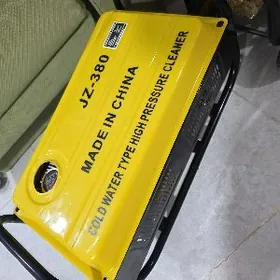 JZ-380
MADE IN CHINA
COLD WATER TYPE HIGH PRESSURE CLEANER